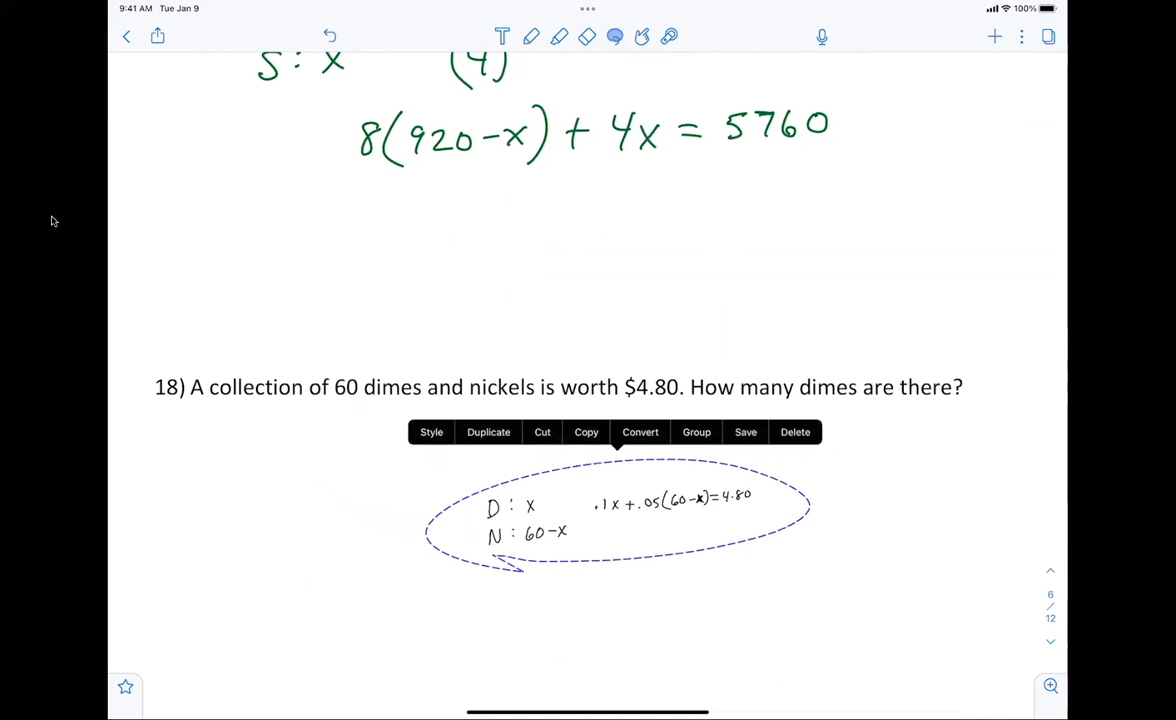 9:41 AM Tue Jan 9
100%
S : x (4)
8(920-x) + 4x = 5760
18) A collection of 60 dimes and nickels is worth $4.80. How many dimes are there?
Style Duplicate Cut Copy Convert Group Save Delete
D : x .1x + .05(60-x)=4.80
N : 60-x
6
/
12